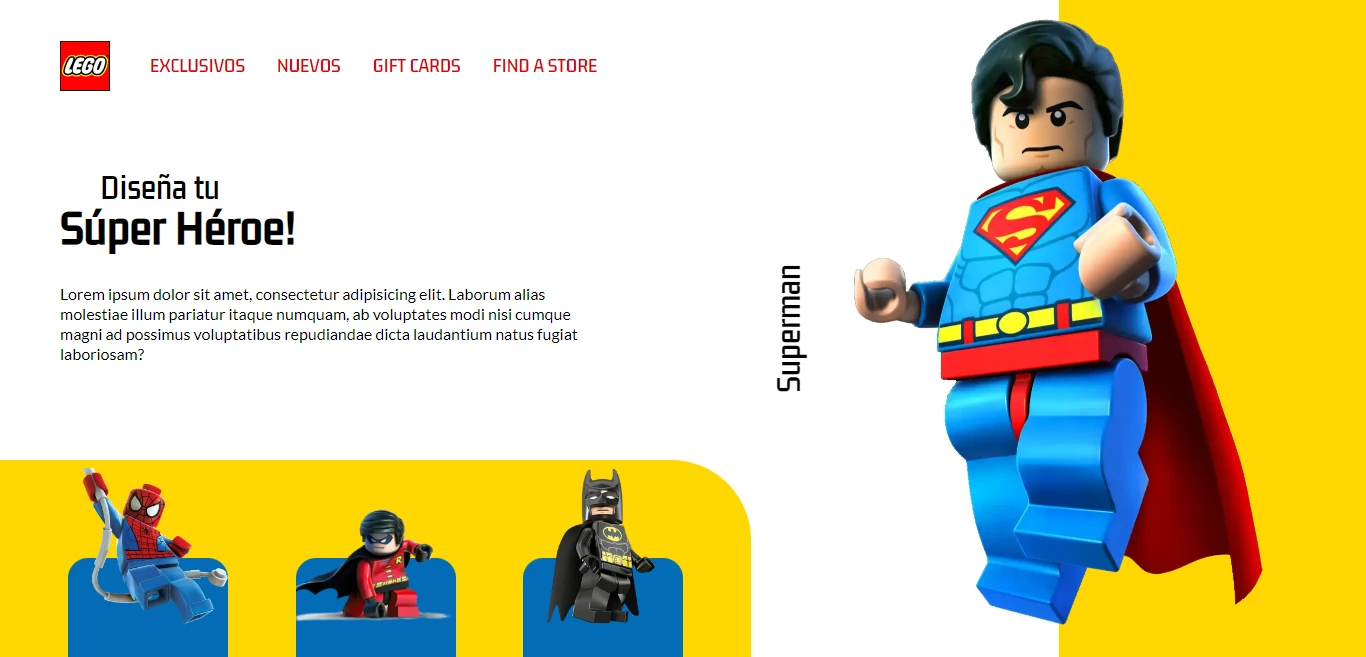 LEGO
EXCLUSIVOS
NUEVOS
GIFT CARDS
FIND A STORE
Diseña tu
Súper Héroe!
Lorem ipsum dolor sit amet, consectetur adipisicing elit. Laborum alias
molestiae illum pariatur itaque numquam, ab voluptates modi nisi cumque
magni ad possimus voluptatibus repudiandae dicta laudantium natus fugiat
laboriosam?
Superman
S
R